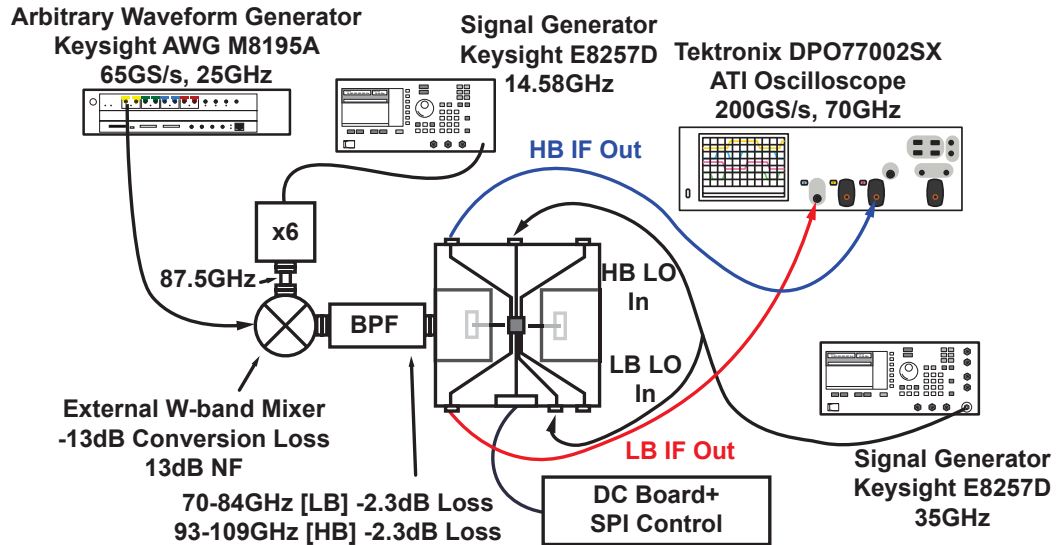 Arbitrary Waveform Generator
Keysight AWG M8195A
65GS/s, 25GHz
Signal Generator
Keysight E8257D
14.58GHz
Tektronix DPO77002SX
ATI Oscilloscope
200GS/s, 70GHz
HB IF Out
x6
87.5GHz
HB LO
In
BPF
LB LO
In
External W-band Mixer
-13dB Conversion Loss
13dB NF
LB IF Out
70-84GHz [LB] -2.3dB Loss
93-109GHz [HB] -2.3dB Loss
DC Board+
SPI Control
Signal Generator
Keysight E8257D
35GHz